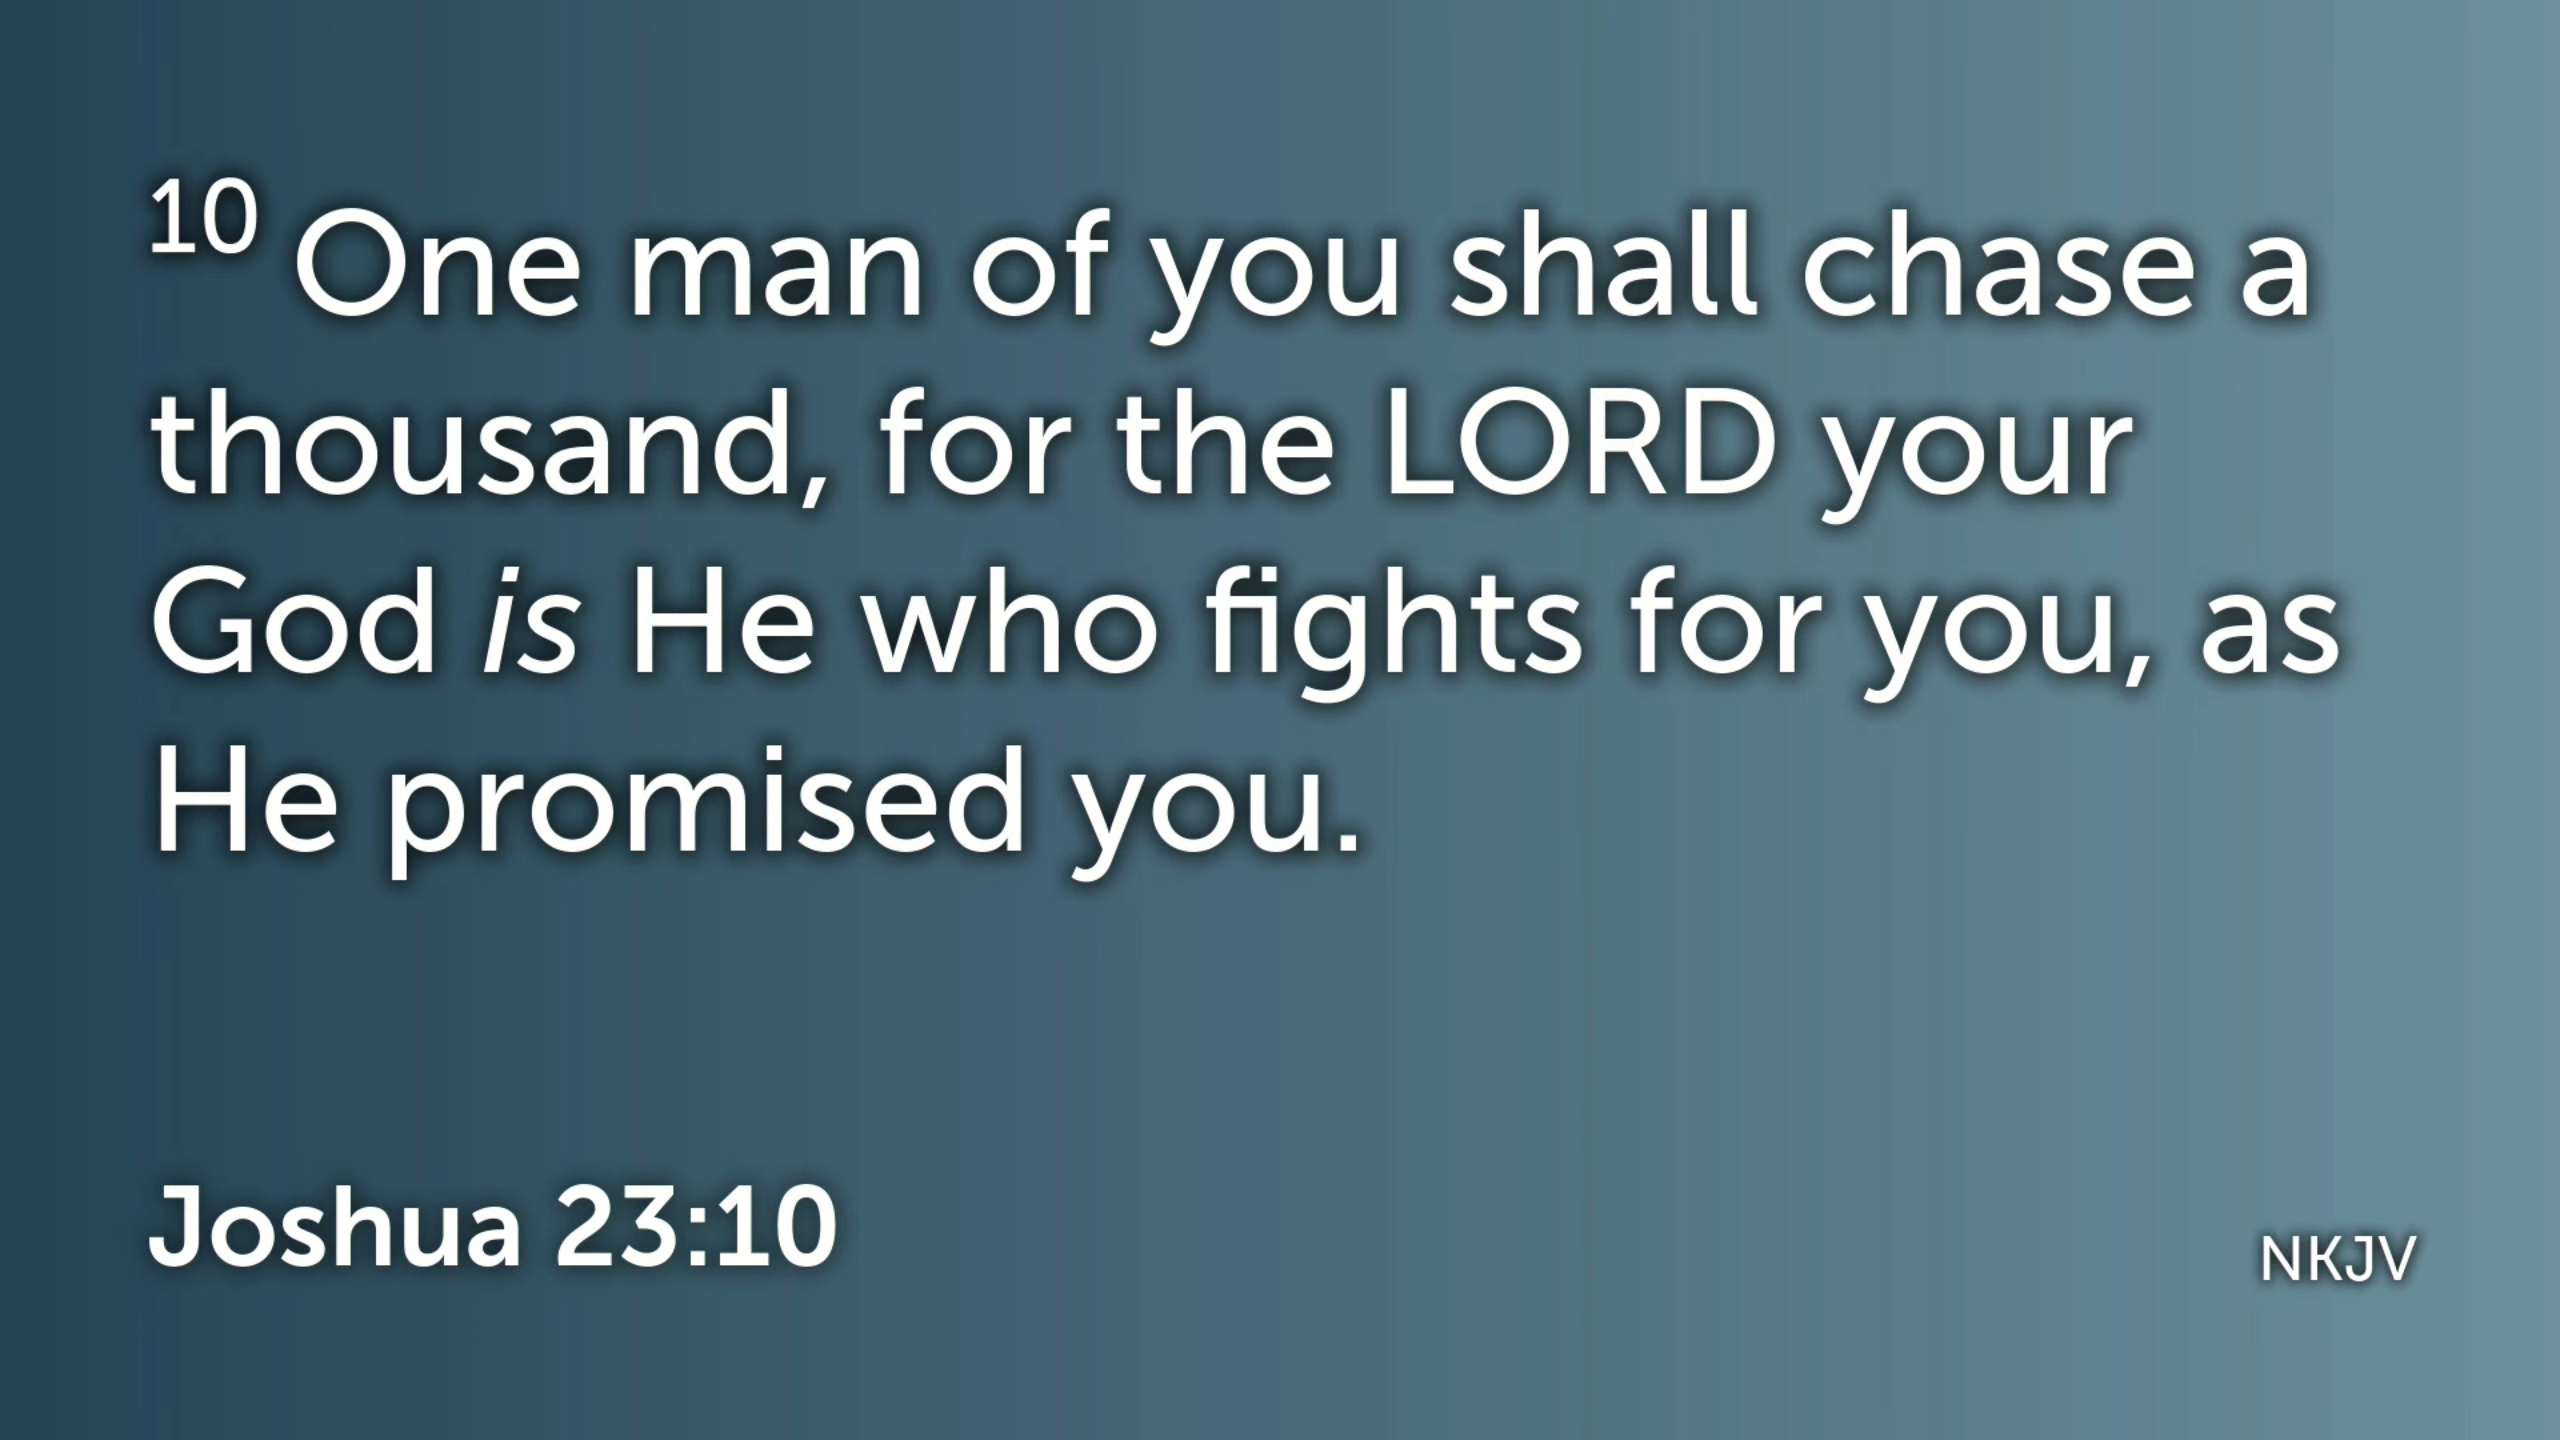 10 One man of you shall chase a
thousand, for the LORD your
God is He who fights for you, as
He promised you.
Joshua 23:10
NKJV